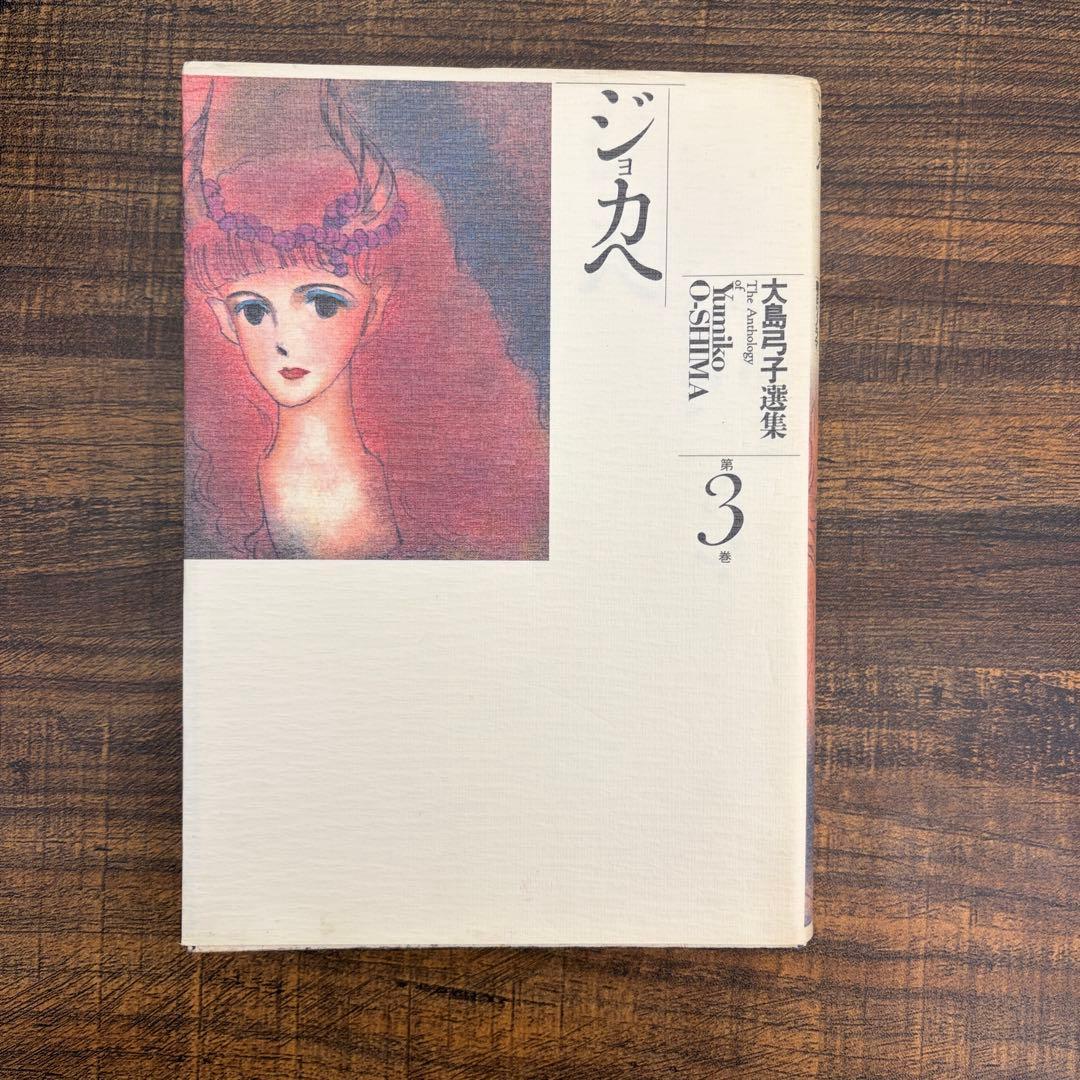 ジョカへ
大島弓子選集
The Anthology
of
Yumiko
O-SHIMA
第
3
巻